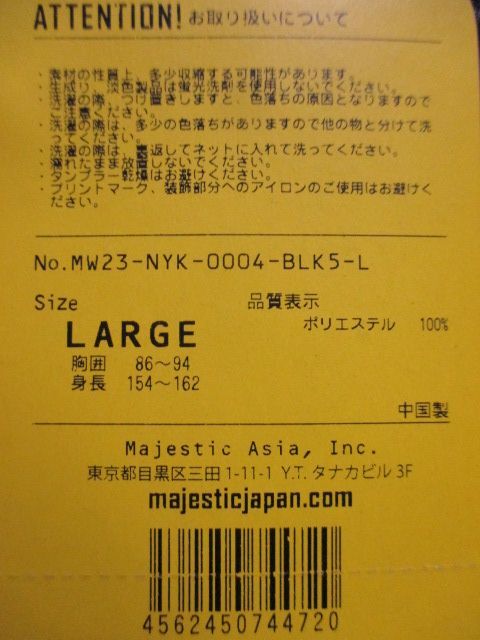 ATTENTION! お取り扱いについて
・素材の性質上、多少収縮する可能性があります。
・生成り、淡色製品は蛍光洗剤を使用しないでください。
・洗濯の際、つけ置きしますと、色落ちの原因となりますので
ご注意ください。
・洗濯の際は、多少の色落ちがありますので他の物と分けて洗
ってください。
・洗濯の際は、裏返してネットに入れて洗ってください。
・濡れたまま放置しないでください。
・タンブラー乾燥はお避けください。
・プリントマーク、装飾部分へのアイロンのご使用はお避けく
ださい。
No.MW23-NYK-0004-BLK5-L
Size 品質表示
LARGE ポリエステル 100%
胸囲 86〜94
身長 154〜162
中国製
Majestic Asia, Inc.
東京都目黒区三田1-11-1 Y.T.タナカビル3F
majesticjapan.com
4562450744720